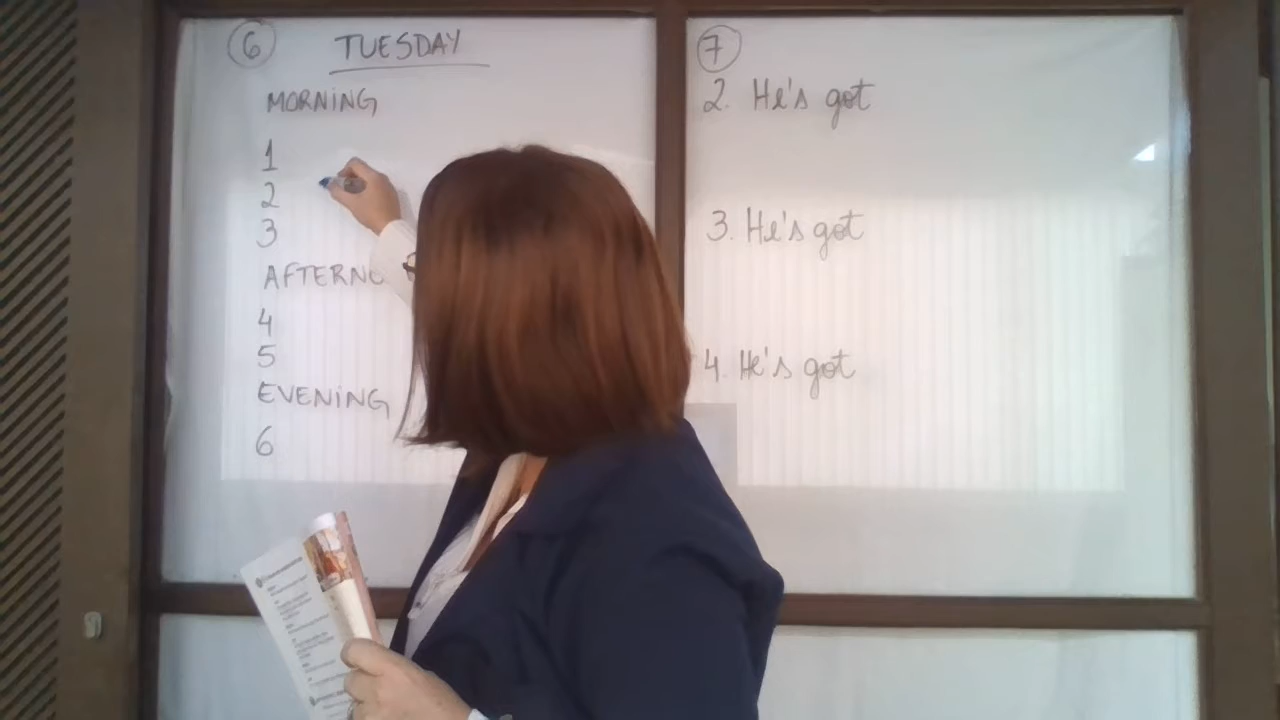 6 TUESDAY
MORNING
1
2
3
AFTERNO
4
5
EVENING
6
7
2. He's got
3. He's got
4. He's got